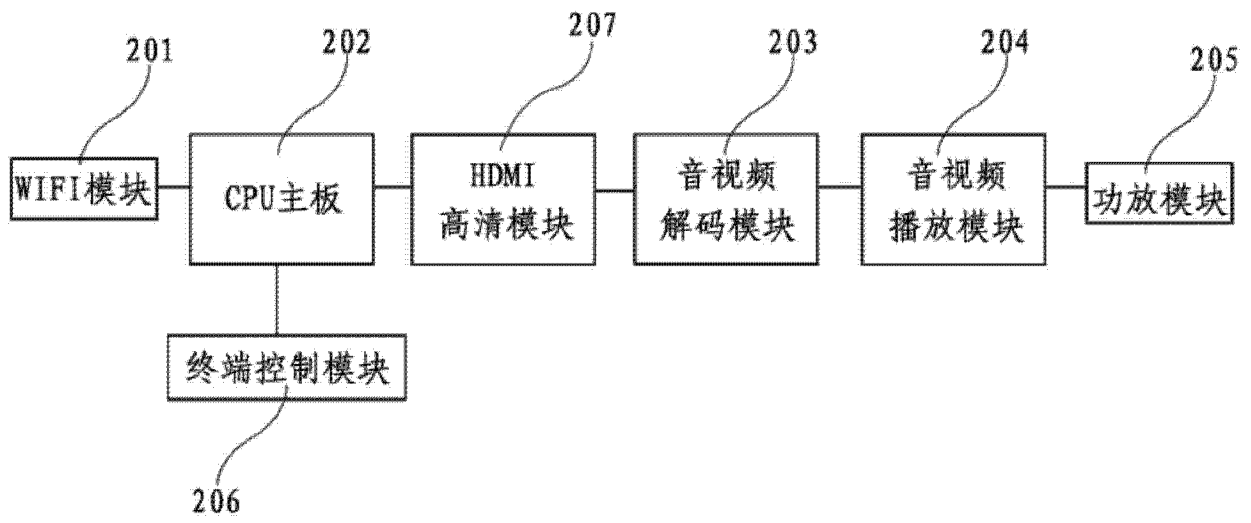 201
202
207
203
204
205
WIFI模块
CPU主板
HDMI
高清模块
音视频
解码模块
音视频
播放模块
功放模块
终端控制模块
206